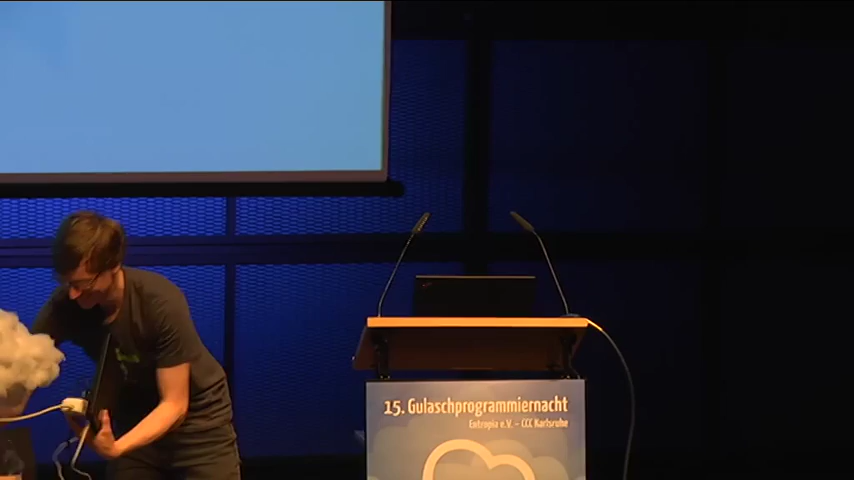 15. Gulaschprogrammiernacht
Entropia e.V. – CCC Karlsruhe